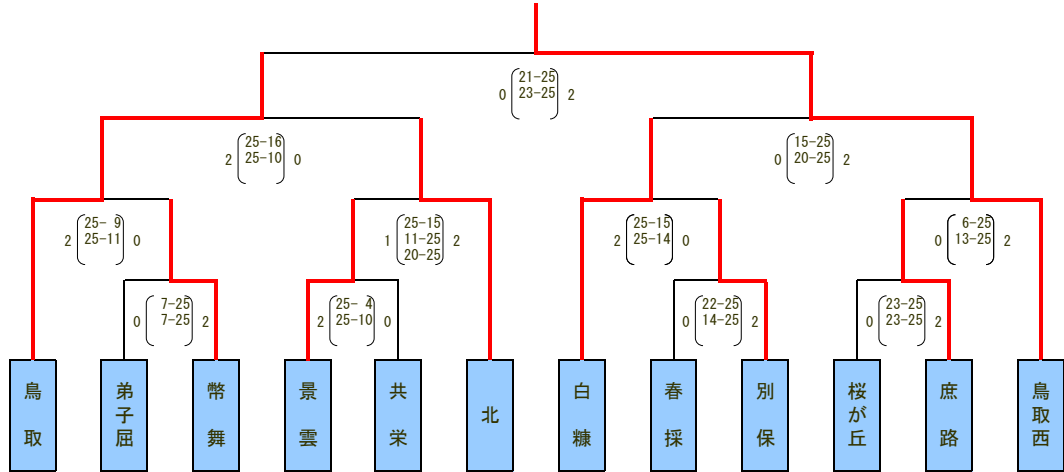 21-25
0 23-25 2
25-16
2 25-10 0
15-25
0 20-25 2
25- 9
2 25-11 0
25-15
1 11-25 2
20-25
25-15
2 25-14 0
6-25
0 13-25 2
7-25
0 7-25 2
25- 4
2 25-10 0
22-25
0 14-25 2
23-25
0 23-25 2
鳥取
弟子屈
幣舞
景雲
共栄
北
白糠
春採
別保
桜が丘
庶路
鳥取西